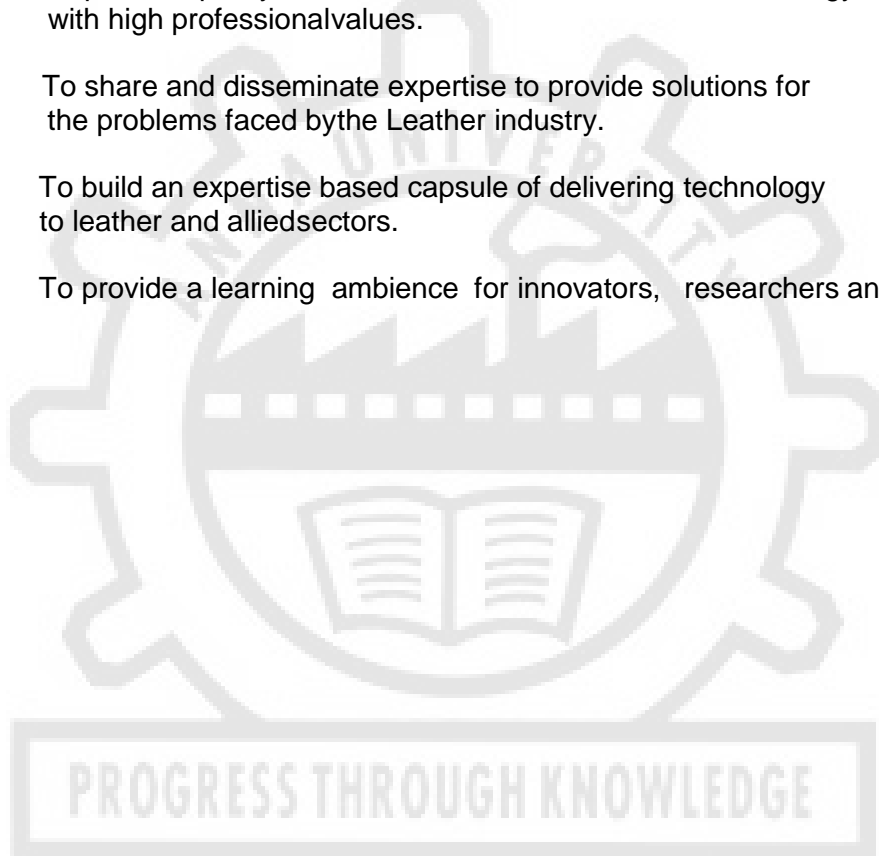 with high professionalvalues.
To share and disseminate expertise to provide solutions for
the problems faced bythe Leather industry.
To build an expertise based capsule of delivering technology
to leather and alliedsectors.
To provide a learning ambience for innovators, researchers an
UNIVERSITY
PROGRESS THROUGH KNOWLEDGE